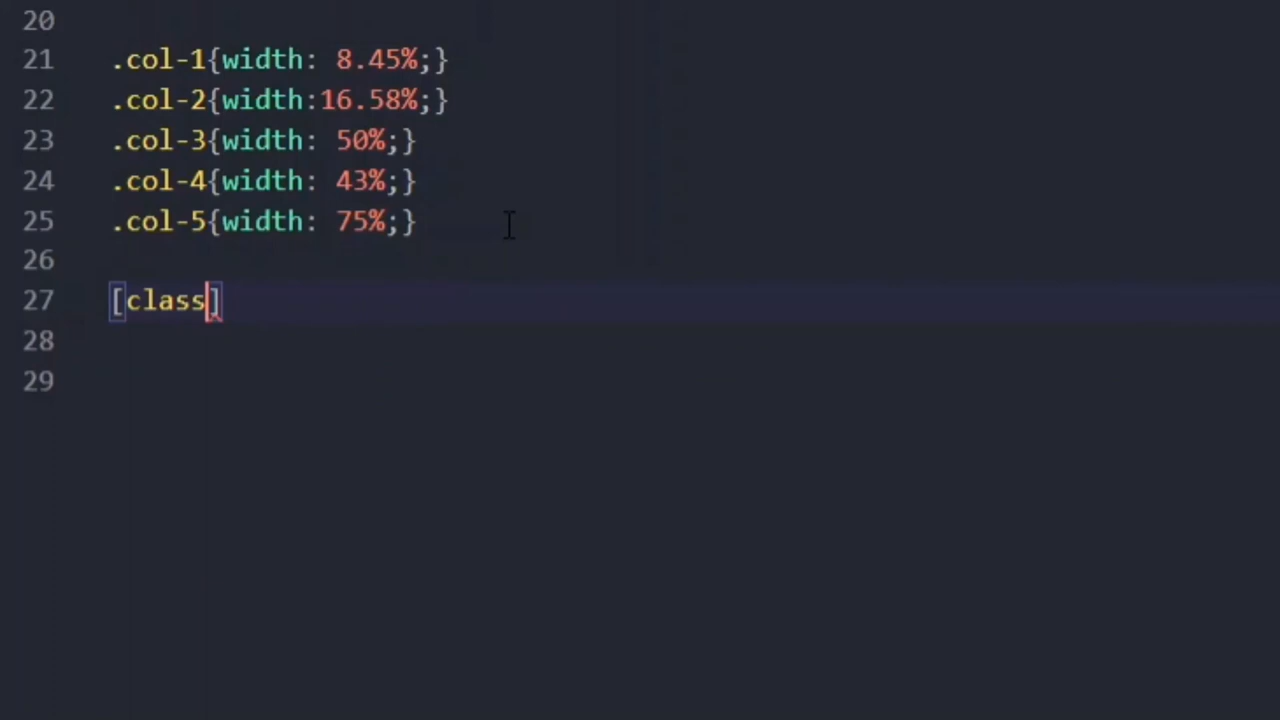 20
21 .col-1{width: 8.45%;}
22 .col-2{width:16.58%;}
23 .col-3{width: 50%;}
24 .col-4{width: 43%;}
25 .col-5{width: 75%;}
26
27 [class]
28
29